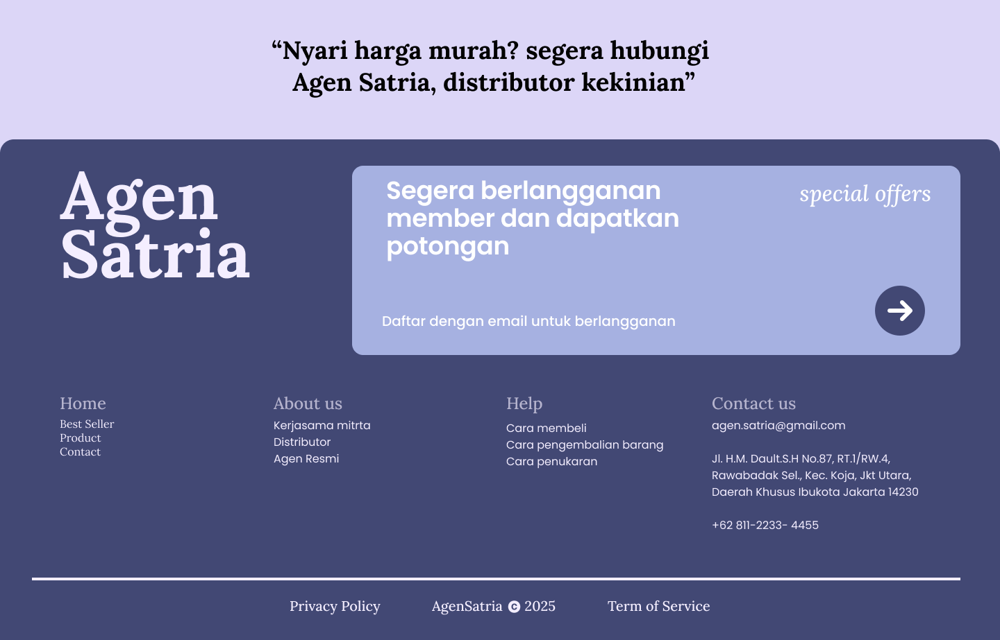 “Nyari harga murah? segera hubungi
Agen Satria, distributor kekinian”
Agen
Satria
Segera berlangganan
member dan dapatkan
potongan
special offers
Daftar dengan email untuk berlangganan
Home
Best Seller
Product
Contact
About us
Kerjasama mitrta
Distributor
Agen Resmi
Help
Cara membeli
Cara pengembalian barang
Cara penukaran
Contact us
agen.satria@gmail.com
Jl. H.M. Dault.S.H No.87, RT.1/RW.4,
Rawabadak Sel., Kec. Koja, Jkt Utara,
Daerah Khusus Ibukota Jakarta 14230
+62 811-2233- 4455
Privacy Policy
AgenSatria © 2025
Term of Service